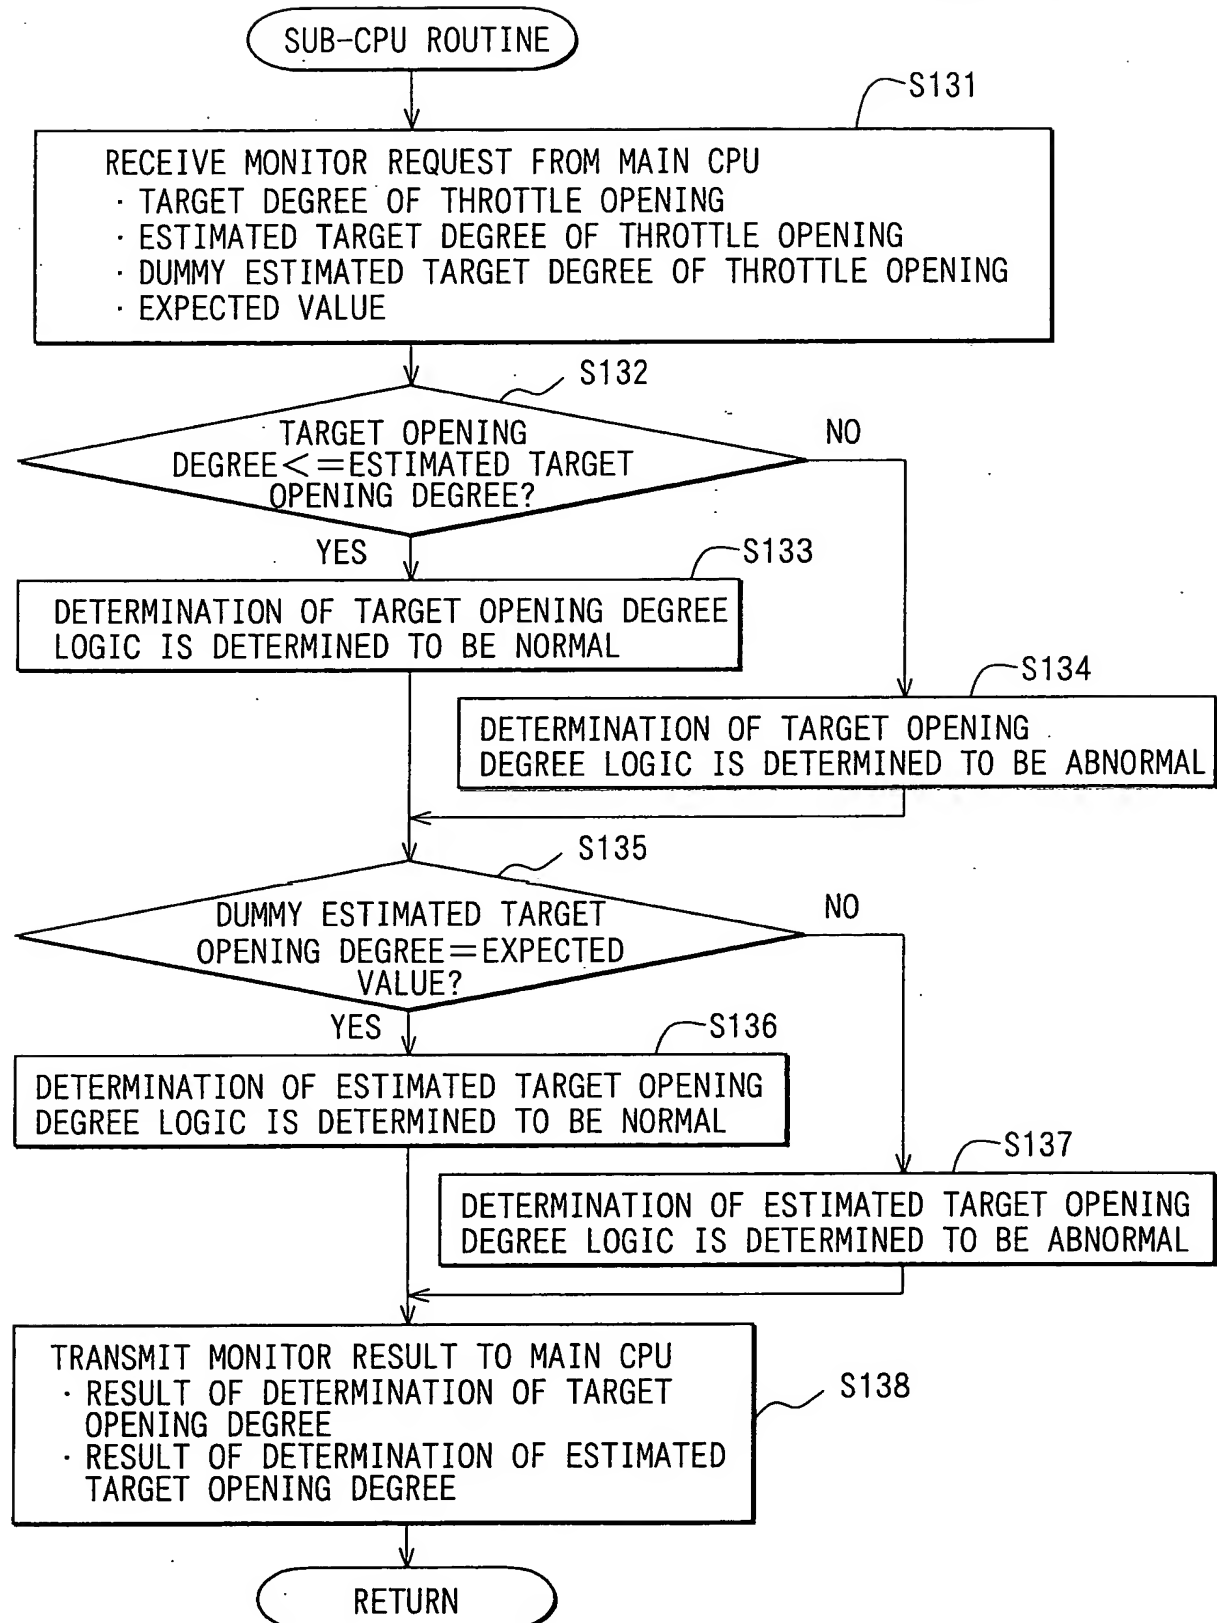 SUB-CPU ROUTINE
S131
RECEIVE MONITOR REQUEST FROM MAIN CPU
· TARGET DEGREE OF THROTTLE OPENING
· ESTIMATED TARGET DEGREE OF THROTTLE OPENING
· DUMMY ESTIMATED TARGET DEGREE OF THROTTLE OPENING
· EXPECTED VALUE
S132
TARGET OPENING
DEGREE<=ESTIMATED TARGET
OPENING DEGREE?
NO
YES
S133
DETERMINATION OF TARGET OPENING DEGREE
LOGIC IS DETERMINED TO BE NORMAL
S134
DETERMINATION OF TARGET OPENING
DEGREE LOGIC IS DETERMINED TO BE ABNORMAL
S135
DUMMY ESTIMATED TARGET
OPENING DEGREE=EXPECTED
VALUE?
NO
YES
S136
DETERMINATION OF ESTIMATED TARGET OPENING
DEGREE LOGIC IS DETERMINED TO BE NORMAL
S137
DETERMINATION OF ESTIMATED TARGET OPENING
DEGREE LOGIC IS DETERMINED TO BE ABNORMAL
TRANSMIT MONITOR RESULT TO MAIN CPU
· RESULT OF DETERMINATION OF TARGET
OPENING DEGREE
· RESULT OF DETERMINATION OF ESTIMATED
TARGET OPENING DEGREE
S138
RETURN